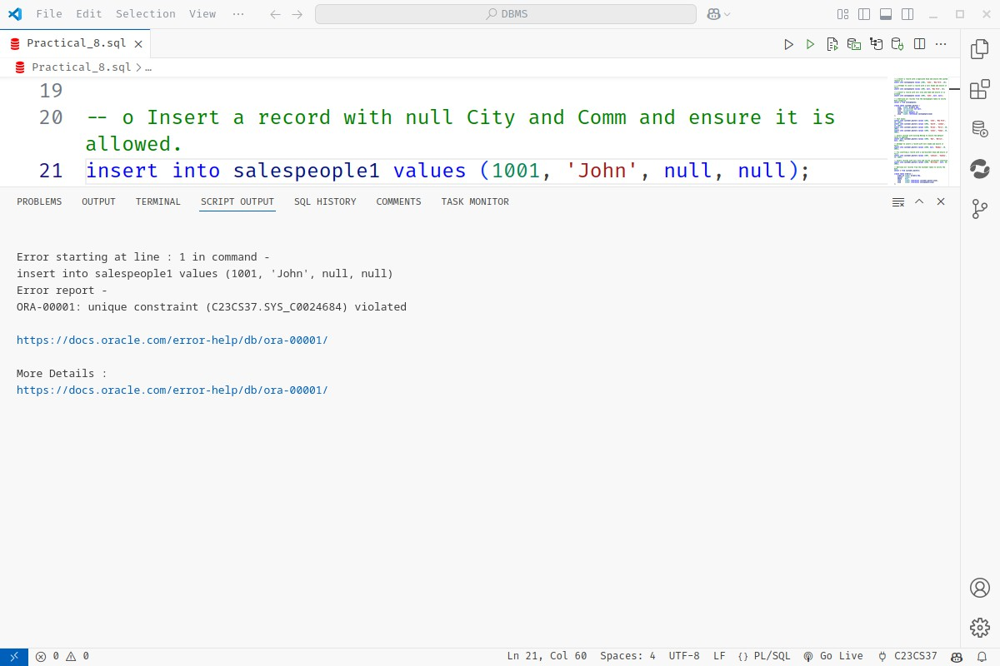 File Edit Selection View ··· DBMS
Practical_8.sql
Practical_8.sql > …
19
20 -- o Insert a record with null City and Comm and ensure it is
allowed.
21 insert into salespeople1 values (1001, 'John', null, null);
PROBLEMS OUTPUT TERMINAL SCRIPT OUTPUT SQL HISTORY COMMENTS TASK MONITOR
Error starting at line : 1 in command -
insert into salespeople1 values (1001, 'John', null, null)
Error report -
ORA-00001: unique constraint (C23CS37.SYS_C0024684) violated
https://docs.oracle.com/error-help/db/ora-00001/
More Details :
https://docs.oracle.com/error-help/db/ora-00001/
0 0 Ln 21, Col 60 Spaces: 4 UTF-8 LF {} PL/SQL Go Live C23CS37